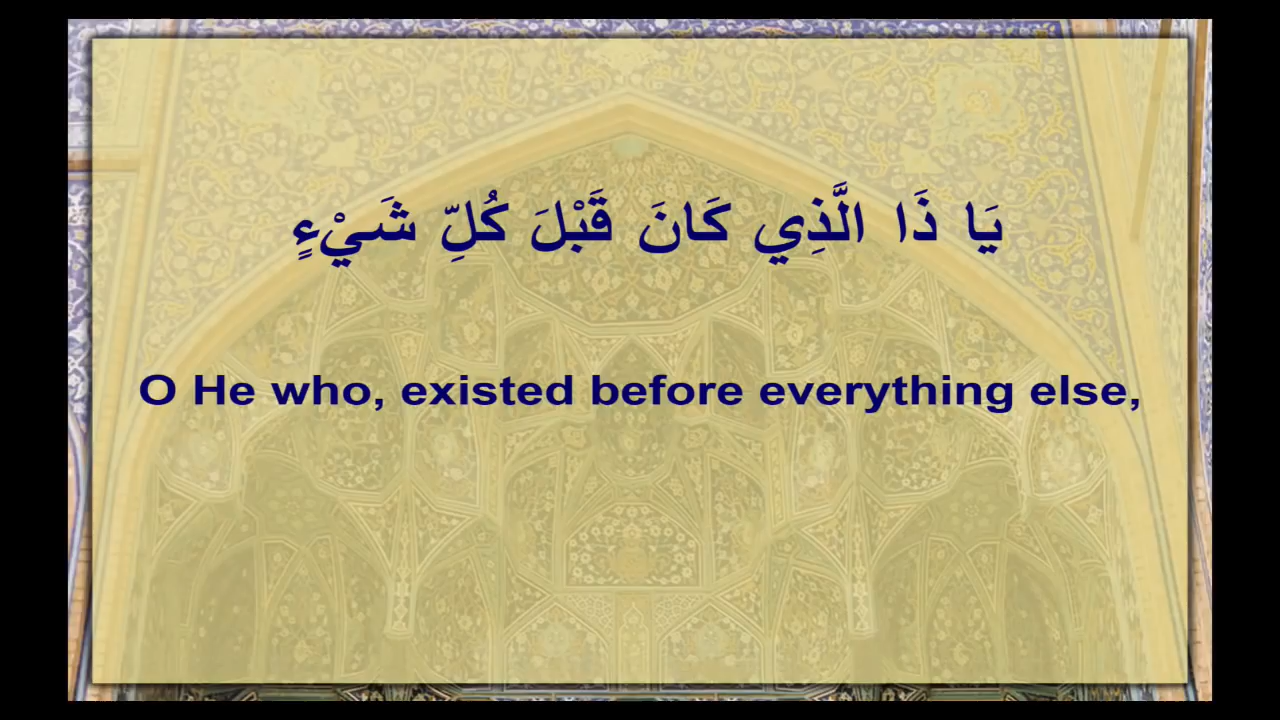 يَا ذَا الَّذِي كَانَ قَبْلَ كُلِّ شَيْءٍ
O He who, existed before everything else,